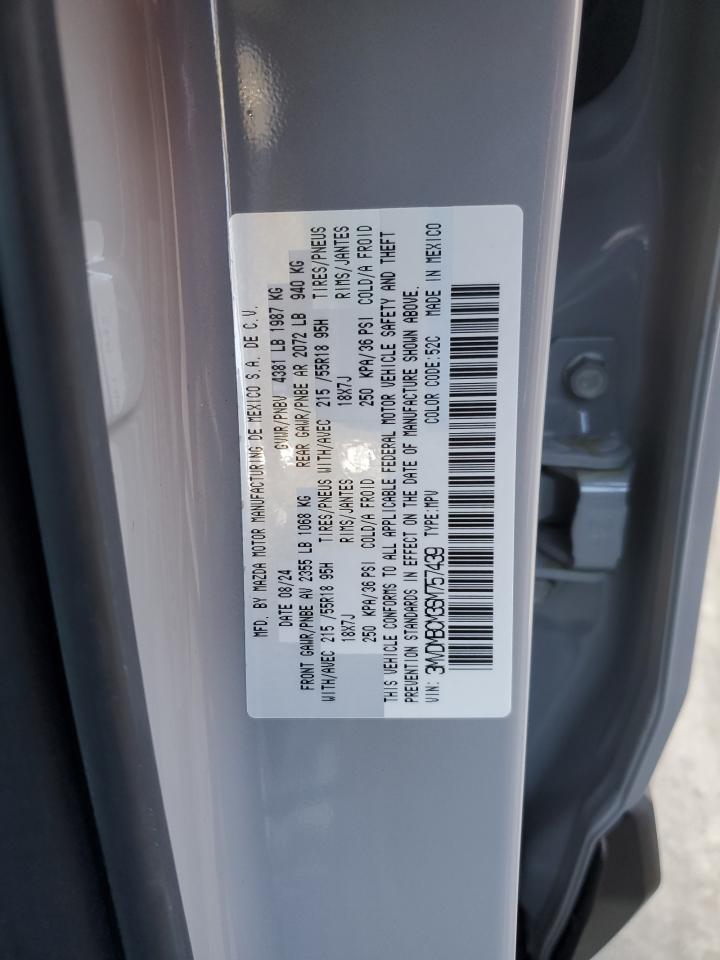 MFD. BY MAZDA MOTOR MANUFACTURING DE MEXICO S.A. DE C.V.
DATE 08/24 GVWR/PNBV 4381 LB 1987 KG
FRONT GAWR/PNBE AV 2355 LB 1068 KG REAR GAWR/PNBE AR 2072 LB 940 KG
WITH/AVEC 215 /55R18 95H TIRES/PNEUS WITH/AVEC 215 /55R18 95H TIRES/PNEUS
18X7J RIMS/JANTES 18X7J RIMS/JANTES
250 KPA/36 PSI COLD/A FROID 250 KPA/36 PSI COLD/A FROID
THIS VEHICLE CONFORMS TO ALL APPLICABLE FEDERAL MOTOR VEHICLE SAFETY AND THEFT
PREVENTION STANDARDS IN EFFECT ON THE DATE OF MANUFACTURE SHOWN ABOVE.
VIN: 3MVDMBCM3SM757439 TYPE:MPV COLOR CODE:52C MADE IN MEXICO